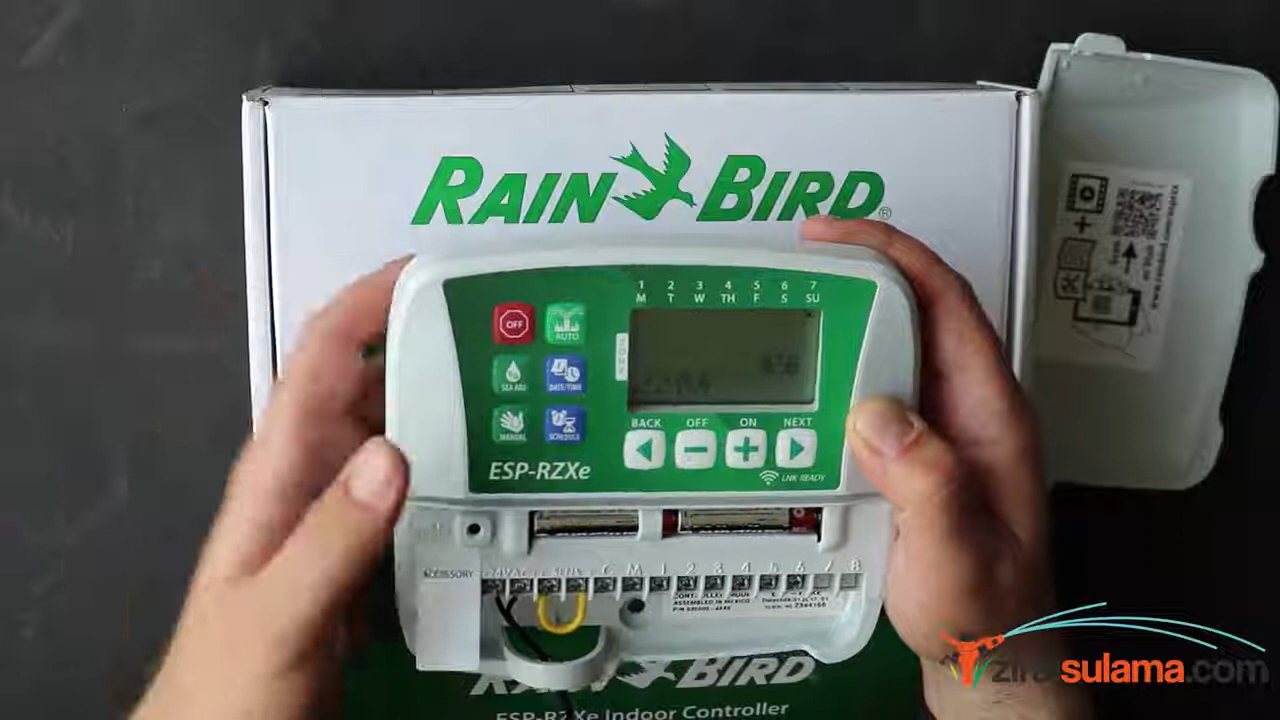 RAIN BIRD®
1 2 3 4 5 6 7
M T W TH F S SU
OFF
AUTO
ZONE
SEA ADJ
DATE/TIME
MANUAL
SCHEDULE
BACK OFF ON NEXT
ESP-RZXe
LNK READY
ACCESSORY 24VAC SENS C M 1 2 3 4 5 6 7 8
ASSEMBLED IN MEXICO
RAIN BIRD
ESP-RZXe Indoor Controller
sulama.com